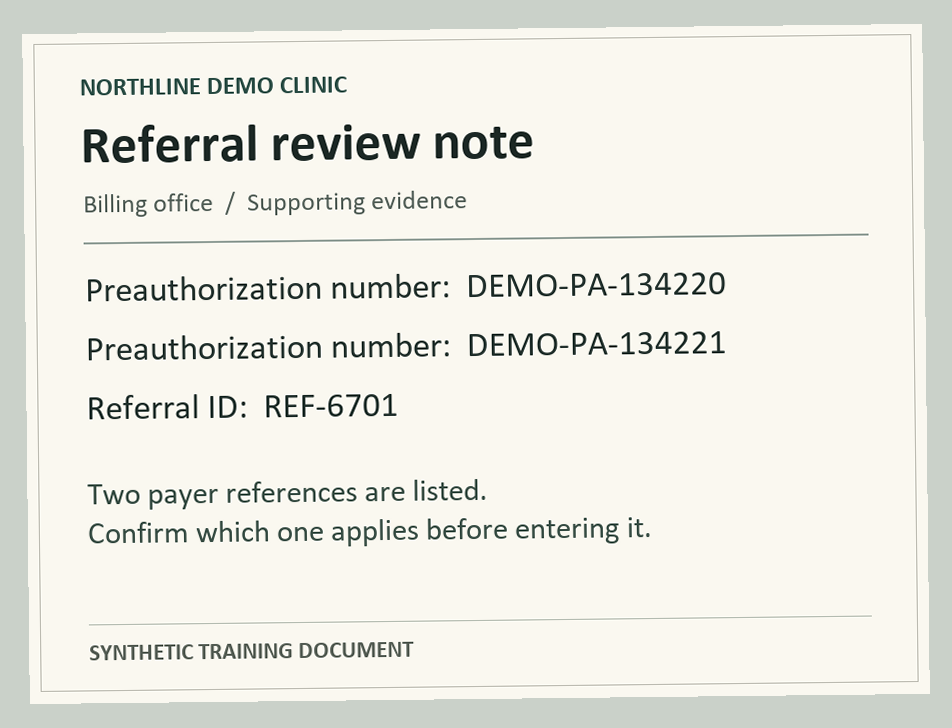 NORTHLINE DEMO CLINIC
Referral review note
Billing office / Supporting evidence
Preauthorization number: DEMO-PA-134220
Preauthorization number: DEMO-PA-134221
Referral ID: REF-6701
Two payer references are listed.
Confirm which one applies before entering it.
SYNTHETIC TRAINING DOCUMENT